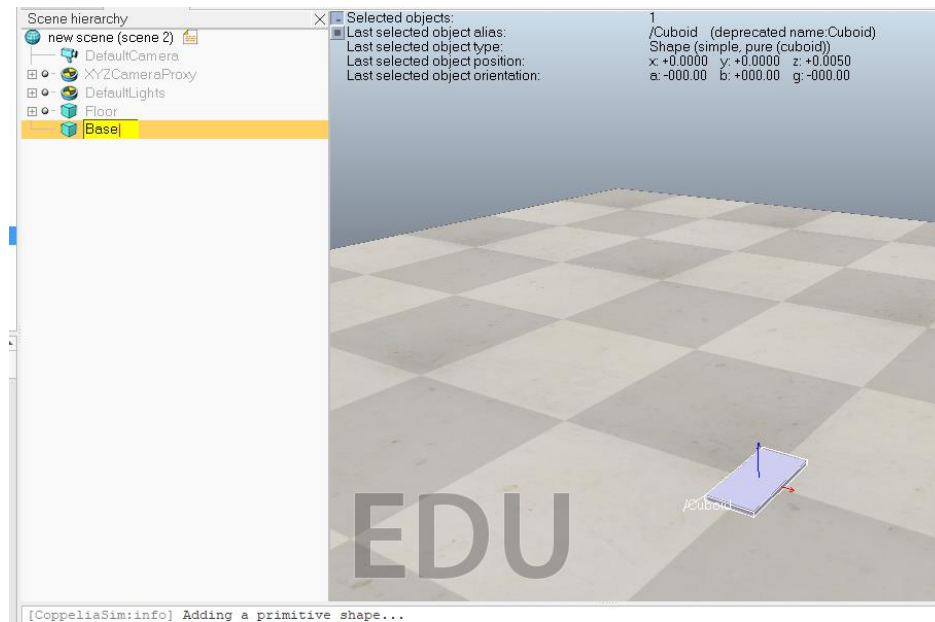 Scene hierarchy
new scene (scene 2)
DefaultCamera
XYZCameraProxy
DefaultLights
Floor
Base
Selected objects: 1
Last selected object alias: /Cuboid (deprecated name:Cuboid)
Last selected object type: Shape (simple, pure (cuboid))
Last selected object position: x: +0.0000 y: +0.0000 z: +0.0050
Last selected object orientation: a: -000.00 b: +000.00 g: -000.00
/Cuboid
EDU
[CoppeliaSim:info] Adding a primitive shape...